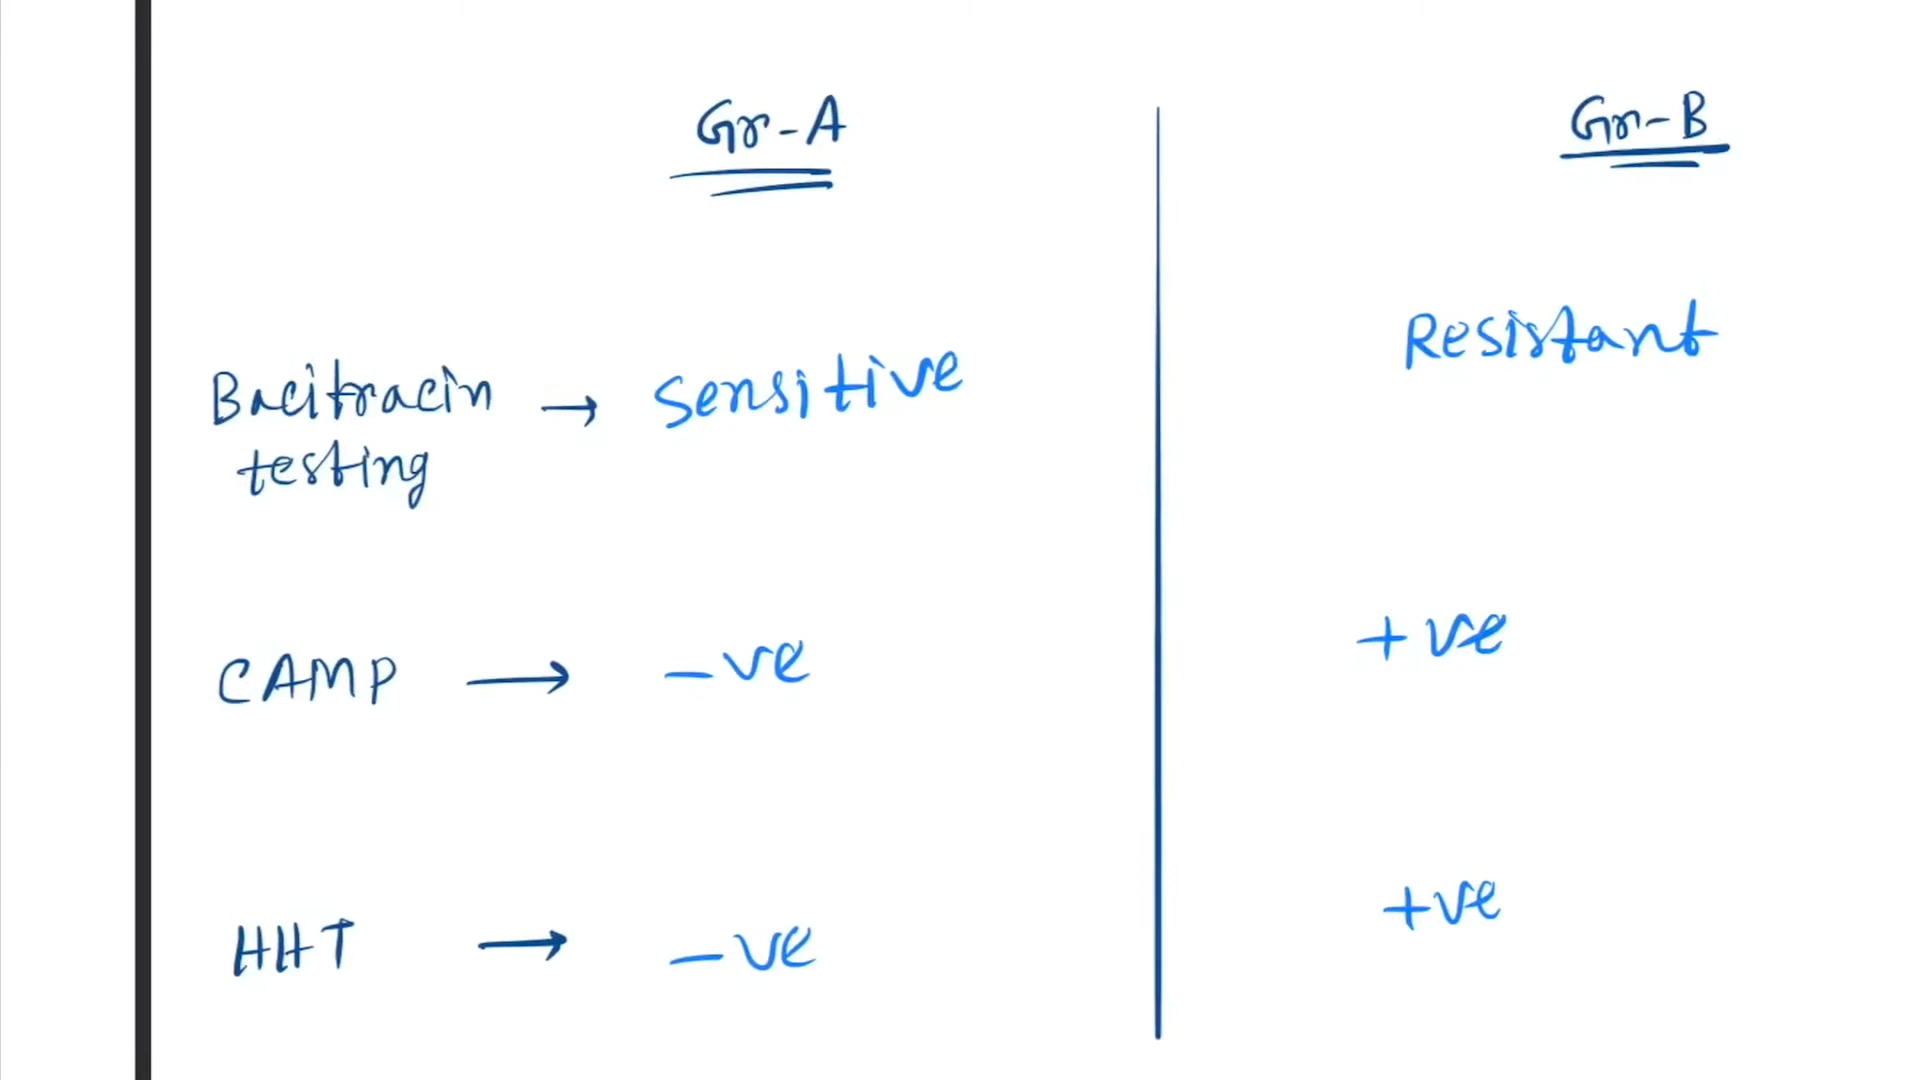 Gr-A
Gr-B
Bacitracin → Sensitive
testing
Resistant
CAMP → -ve
+ve
HHT → -ve
+ve